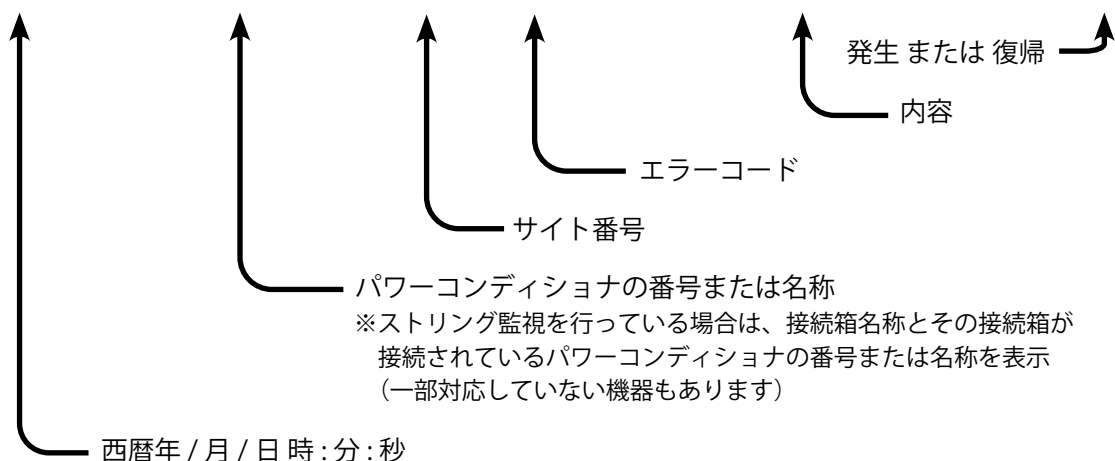 発生 または 復帰
内容
エラーコード
サイト番号
パワーコンディショナの番号または名称
※ストリング監視を行っている場合は、接続箱名称とその接続箱が
接続されているパワーコンディショナの番号または名称を表示
（一部対応していない機器もあります）
西暦年 / 月 / 日 時 : 分 : 秒